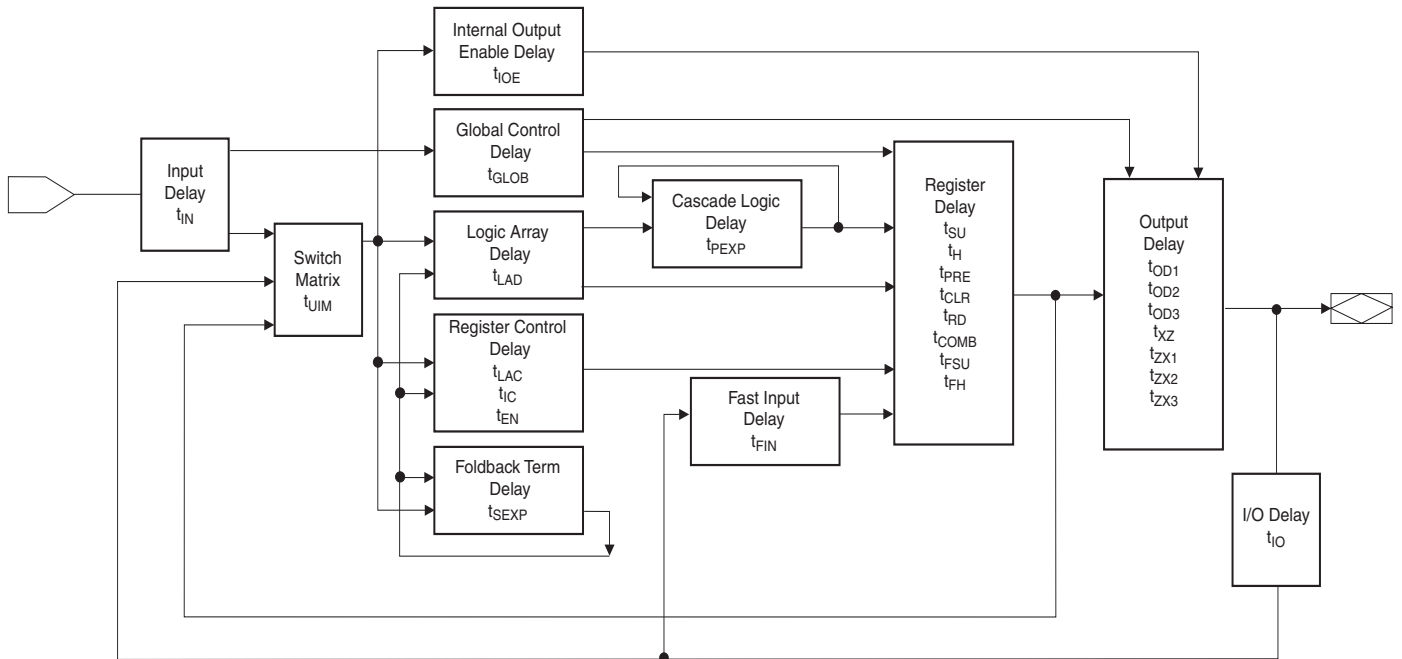 Internal Output
Enable Delay
tIOE
Global Control
Delay
tGLOB
Input
Delay
tIN
Switch
Matrix
tUIM
Logic Array
Delay
tLAD
Cascade Logic
Delay
tPEXP
Register Control
Delay
tLAC
tIC
tEN
Fast Input
Delay
tFIN
Foldback Term
Delay
tSEXP
Register
Delay
tSU
tH
tPRE
tCLR
tRD
tCOMB
tFSU
tFH
Output
Delay
tOD1
tOD2
tOD3
tXZ
tZX1
tZX2
tZX3
I/O Delay
tIO